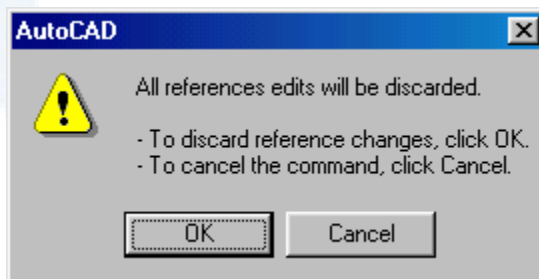 AutoCAD
All references edits will be discarded.
- To discard reference changes, click OK.
- To cancel the command, click Cancel.
OK
Cancel